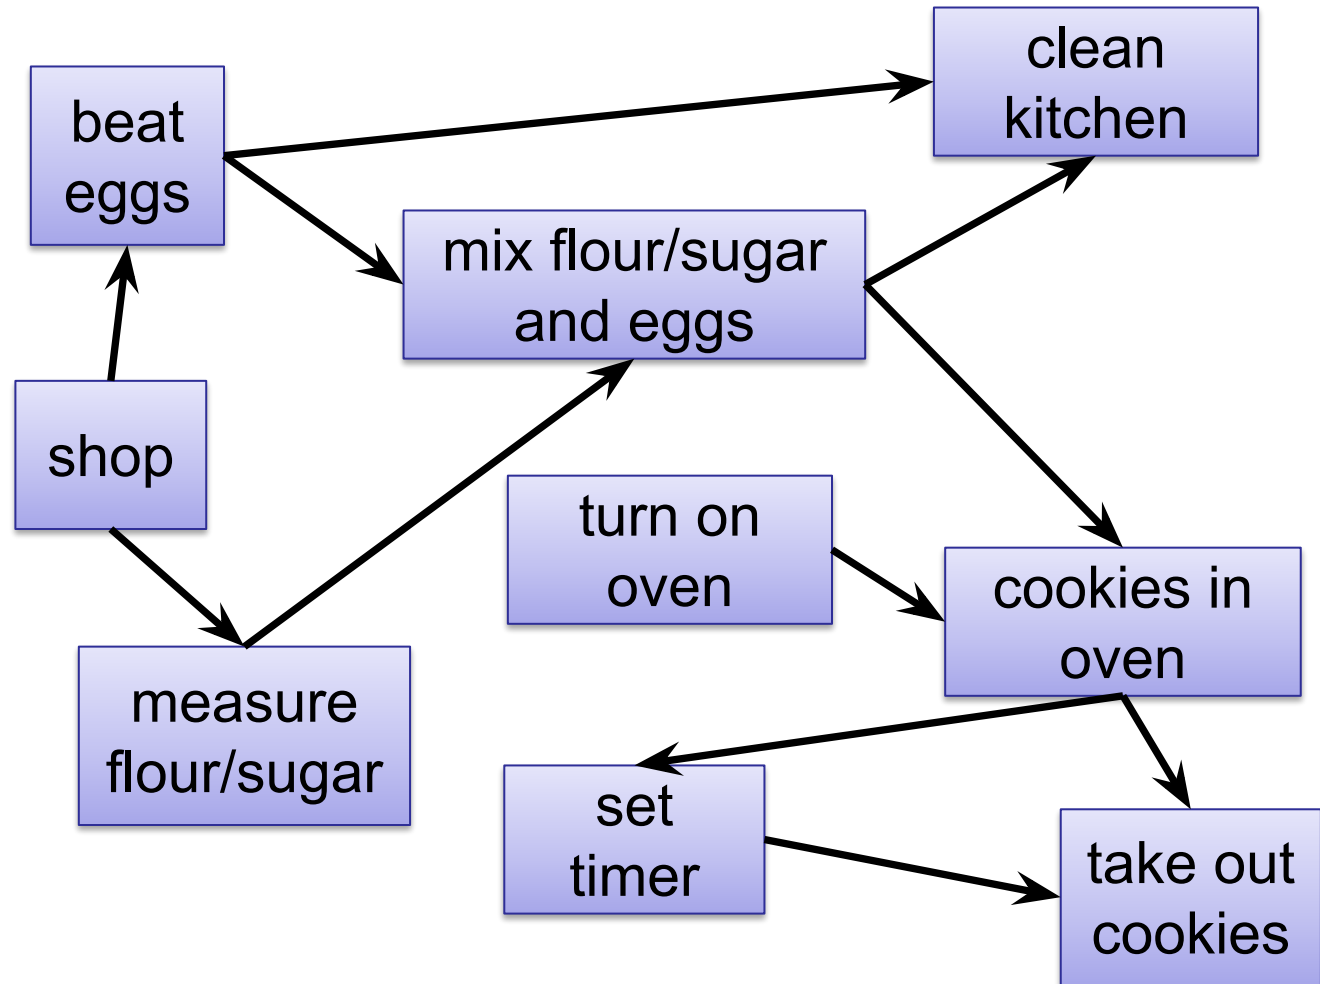 clean
kitchen
beat
eggs
mix flour/sugar
and eggs
shop
turn on
oven
cookies in
oven
measure
flour/sugar
set
timer
take out
cookies